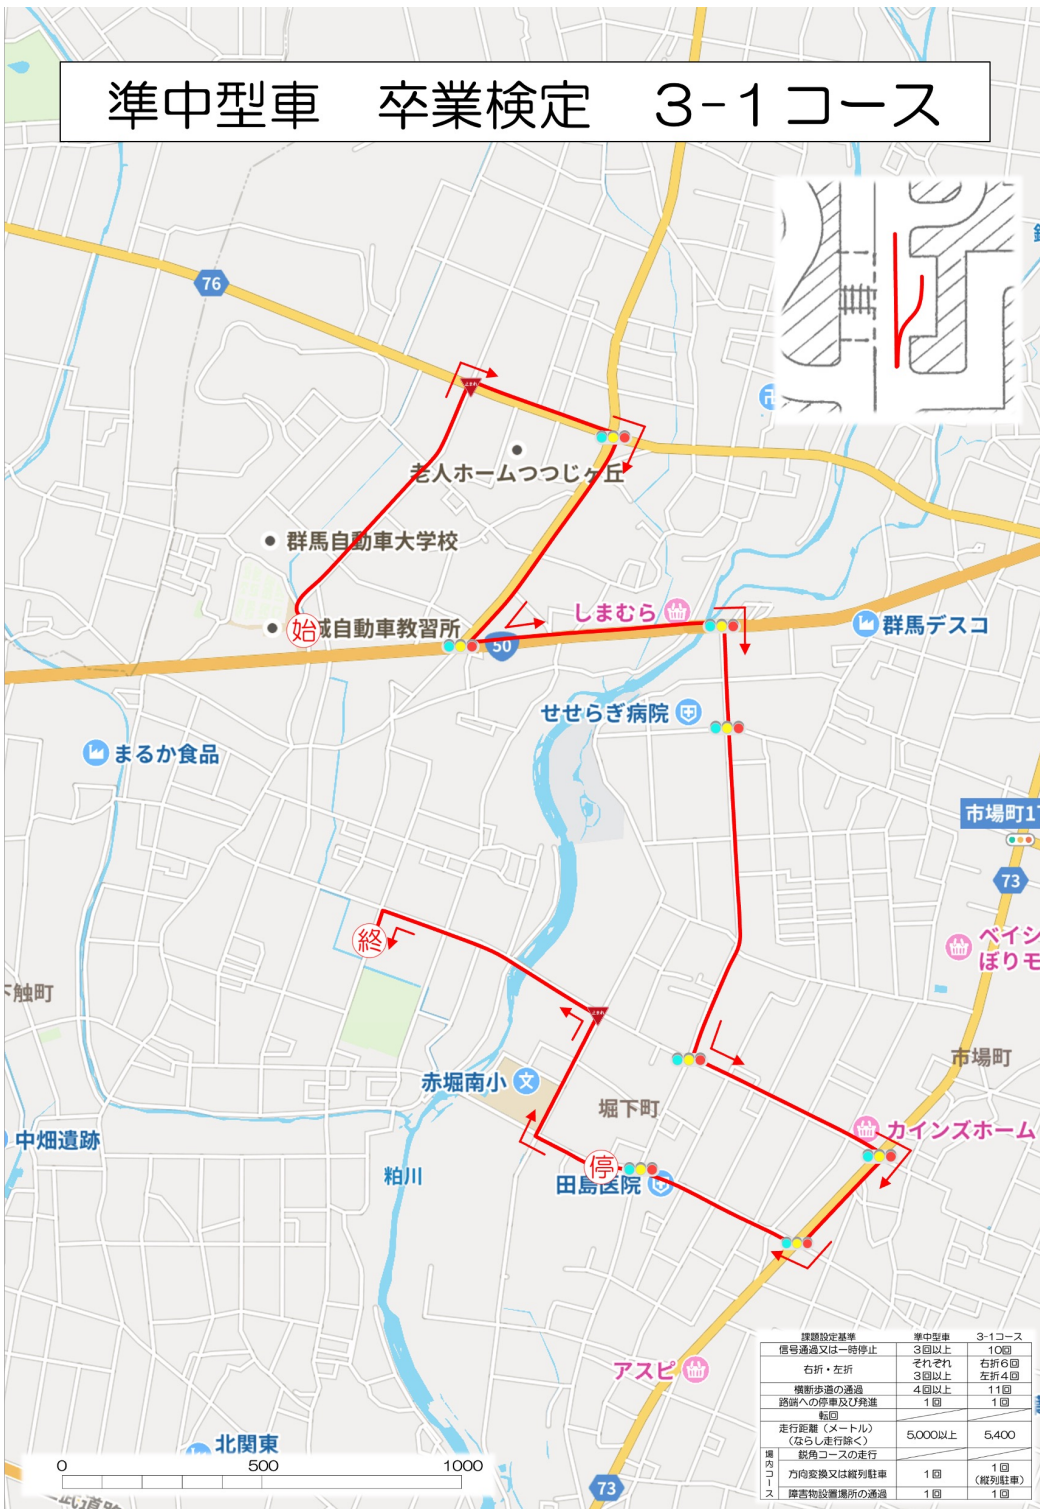 準中型車　卒業検定　3-1コース
76
老人ホームつつじヶ丘
群馬自動車大学校
始
城自動車教習所
しまむら
50
群馬デスコ
せせらぎ病院
まるか食品
市場町1
73
ベイシ
ぼりモ
終
下触町
市場町
赤堀南小
文
堀下町
カインズホーム
中畑遺跡
粕川
停
田島医院
アスピ
北関東
73
0 500 1000
課題設定基準 準中型車 3-1コース
信号通過又は一時停止 3回以上 10回
右折・左折 それぞれ3回以上 右折6回 左折4回
横断歩道の通過 4回以上 11回
路端への停車及び発進 1回 1回
転回
走行距離（メートル）
（ならし走行除く） 5,000以上 5,400
場内コース
鋭角コースの走行
方向変換又は縦列駐車 1回 1回（縦列駐車）
障害物設置場所の通過 1回 1回